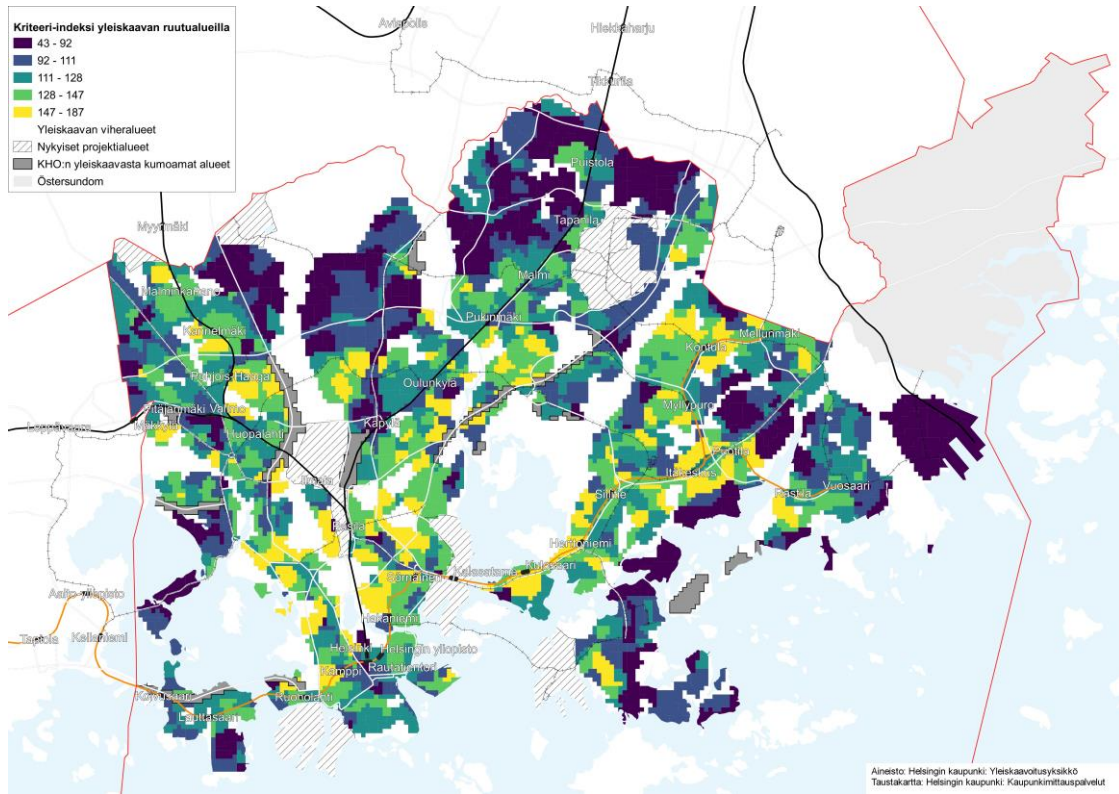 Kriteeri-indeksi yleiskaavan ruutualueilla
43 - 92
92 - 111
111 - 128
128 - 147
147 - 187
Yleiskaavan viheralueet
Nykyiset projektialueet
KHO:n yleiskaavasta kumoamat alueet
Östersundom
Aviapolis
Hiekkaharju
Tikkurila
Puistola
Myyrmäki
Tapanila
Malmi
Malminkartano
Pukinmäki
Kannelmäki
Mellunmäki
Kontula
Pohjois-Haaga
Oulunkylä
Myllypuro
Pitäjänmäki
Valimo
Leppävaara
Mäkkylä
Huopalahti
Käpylä
Puotila
Itäkeskus
Ilmala
Siilitie
Rastila
Vuosaari
Pasila
Herttoniemi
Sörnäinen
Kalasatama
Kulosaari
Aalto-yliopisto
Hakaniemi
Tapiola
Keilaniemi
Helsinki
Helsingin yliopisto
Rautatientori
Kamppi
Koivusaari
Ruoholahti
Lauttasaari
Aineisto: Helsingin kaupunki: Yleiskaavoitusyksikkö
Taustakartta: Helsingin kaupunki: Kaupunkimittauspalvelut